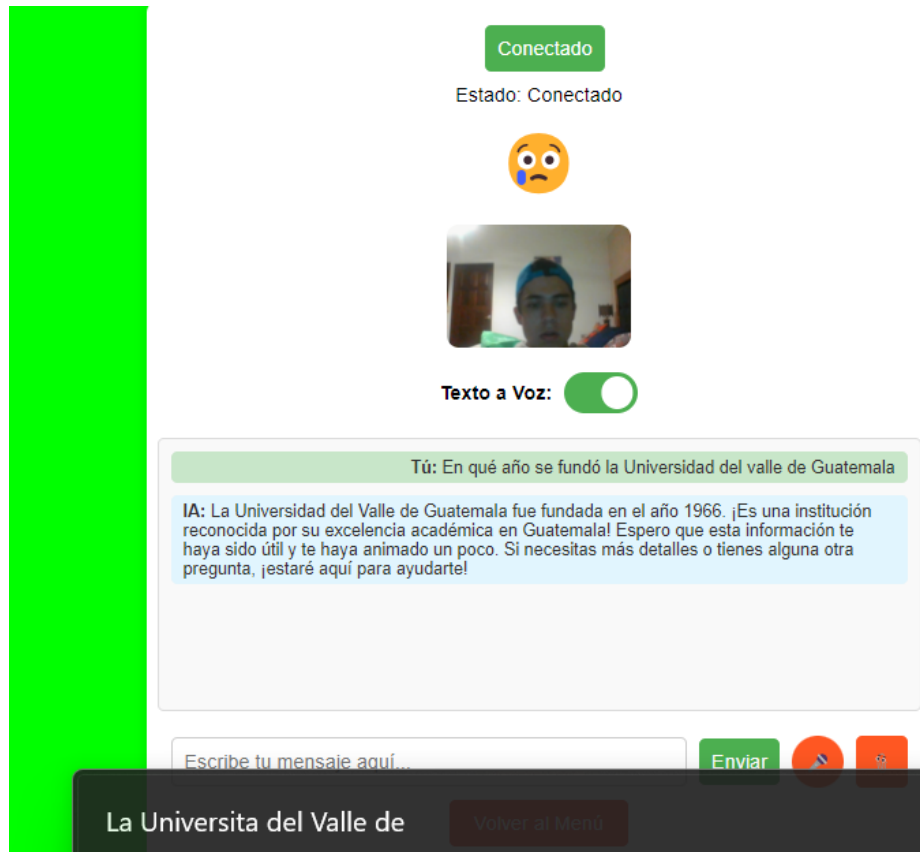 Conectado
Estado: Conectado
Texto a Voz:
Tú: En qué año se fundó la Universidad del valle de Guatemala
IA: La Universidad del Valle de Guatemala fue fundada en el año 1966. ¡Es una institución
reconocida por su excelencia académica en Guatemala! Espero que esta información te
haya sido útil y te haya animado un poco. Si necesitas más detalles o tienes alguna otra
pregunta, ¡estaré aquí para ayudarte!
Escribe tu mensaje aquí...
Enviar
La Universita del Valle de
Volver al Menú